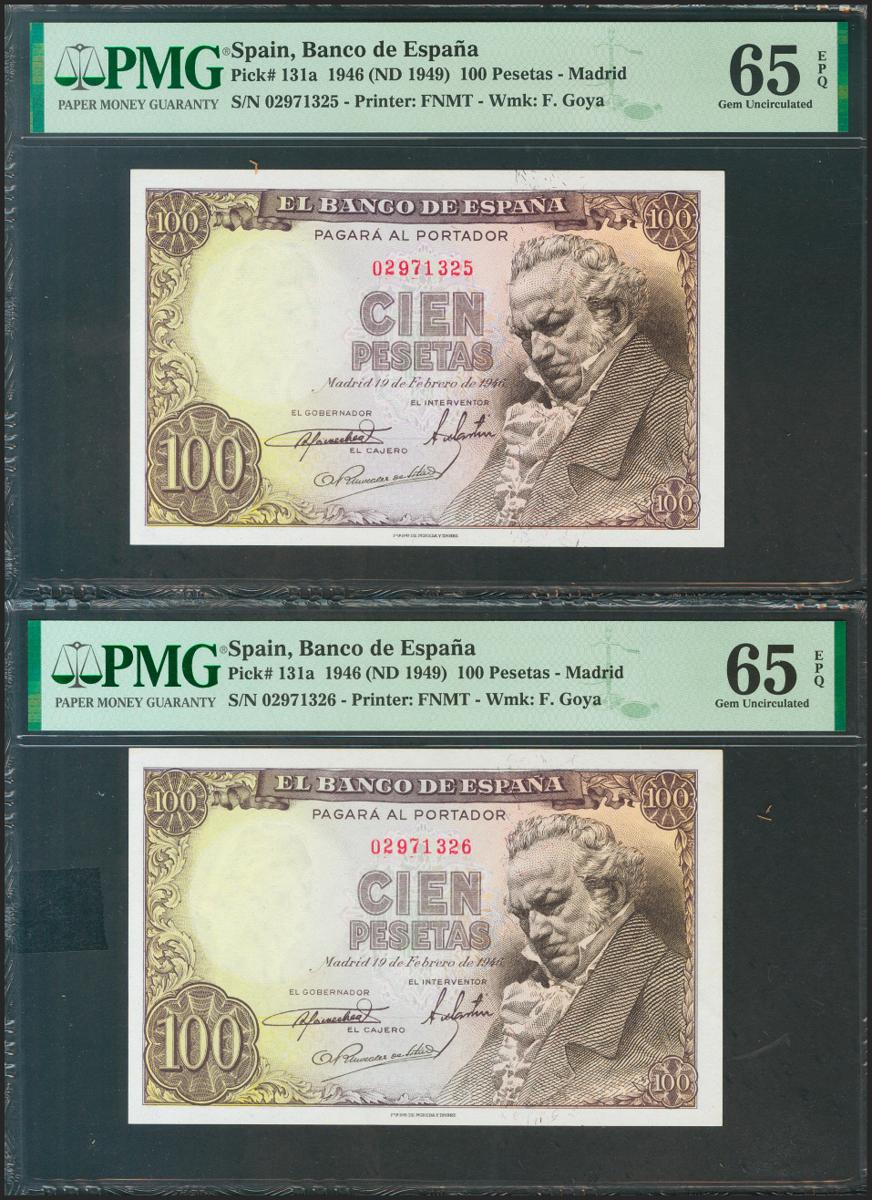 PMG®
PAPER MONEY GUARANTY
Spain, Banco de España
Pick# 131a 1946 (ND 1949) 100 Pesetas - Madrid
S/N 02971325 - Printer: FNMT - Wmk: F. Goya
65 EPQ
Gem Uncirculated
100 EL BANCO DE ESPAÑA 100
PAGARÁ AL PORTADOR
02971325
CIEN
PESETAS
Madrid 19 de Febrero de 1946
EL INTERVENTOR
EL GOBERNADOR
EL CAJERO
100
100
PMG®
PAPER MONEY GUARANTY
Spain, Banco de España
Pick# 131a 1946 (ND 1949) 100 Pesetas - Madrid
S/N 02971326 - Printer: FNMT - Wmk: F. Goya
65 EPQ
Gem Uncirculated
100 EL BANCO DE ESPAÑA 100
PAGARÁ AL PORTADOR
02971326
CIEN
PESETAS
Madrid 19 de Febrero de 1946
EL INTERVENTOR
EL GOBERNADOR
EL CAJERO
100
100